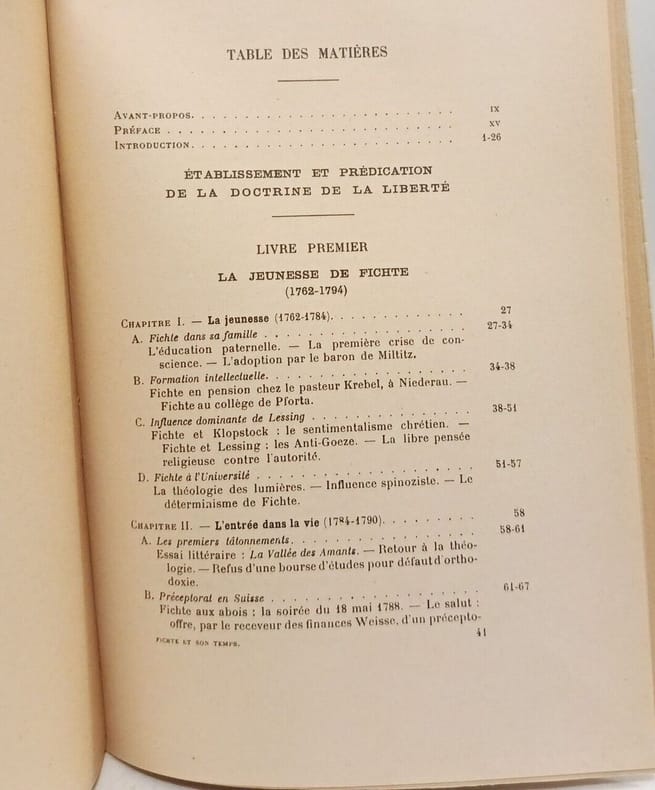 TABLE DES MATIÈRES
AVANT-PROPOS. . . . . . . . . . . . . . . . . . . . . . . . IX
PRÉFACE . . . . . . . . . . . . . . . . . . . . . . . . . . XV
INTRODUCTION. . . . . . . . . . . . . . . . . . . . . . . . 1-26
ÉTABLISSEMENT ET PRÉDICATION
DE LA DOCTRINE DE LA LIBERTÉ
LIVRE PREMIER
LA JEUNESSE DE FICHTE
(1762-1794)
CHAPITRE I. — La jeunesse (1762-1784). . . . . . . . . . . . . 27
A. Fichte dans sa famille . . . . . . . . . . . . . . . . . . 27-34
L'éducation paternelle. — La première crise de con-
science. — L'adoption par le baron de Miltitz.
B. Formation intellectuelle. . . . . . . . . . . . . . . . . . 34-38
Fichte en pension chez le pasteur Krebel, à Niederau. —
Fichte au collège de Pforta.
C. Influence dominante de Lessing . . . . . . . . . . . . . . 38-51
Fichte et Klopstock : le sentimentalisme chrétien. —
Fichte et Lessing : les Anti-Goeze. — La libre pensée
religieuse contre l'autorité.
D. Fichte à l'Université . . . . . . . . . . . . . . . . . . 51-57
La théologie des lumières. — Influence spinoziste. — Le
déterminisme de Fichte.
CHAPITRE II. — L'entrée dans la vie (1784-1790). . . . . . . . . 58
A. Les premiers tâtonnements. . . . . . . . . . . . . . . . . 58-61
Essai littéraire : La Vallée des Amants. — Retour à la théo-
logie. — Refus d'une bourse d'études pour défaut d'ortho-
doxie.
B. Préceptorat en Suisse . . . . . . . . . . . . . . . . . . 61-67
Fichte aux abois : la soirée du 18 mai 1788. — Le salut :
offre, par le receveur des finances Weisse, d'un précepto-
FICHTE ET SON TEMPS. 41